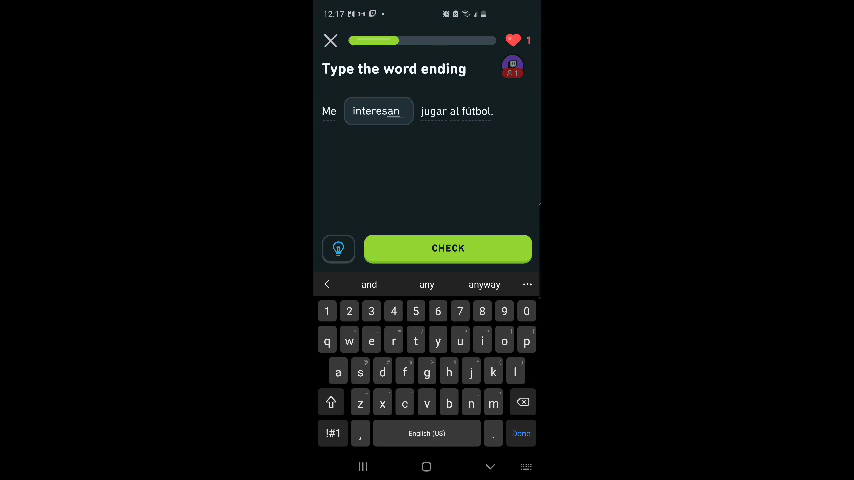 12.17
1
Type the word ending
1
Me interesan jugar al fútbol.
CHECK
and any anyway ...
1 2 3 4 5 6 7 8 9 0
q w e r t y u i o p
a s d f g h j k l
z x c v b n m
!#1 , English (US) . Done